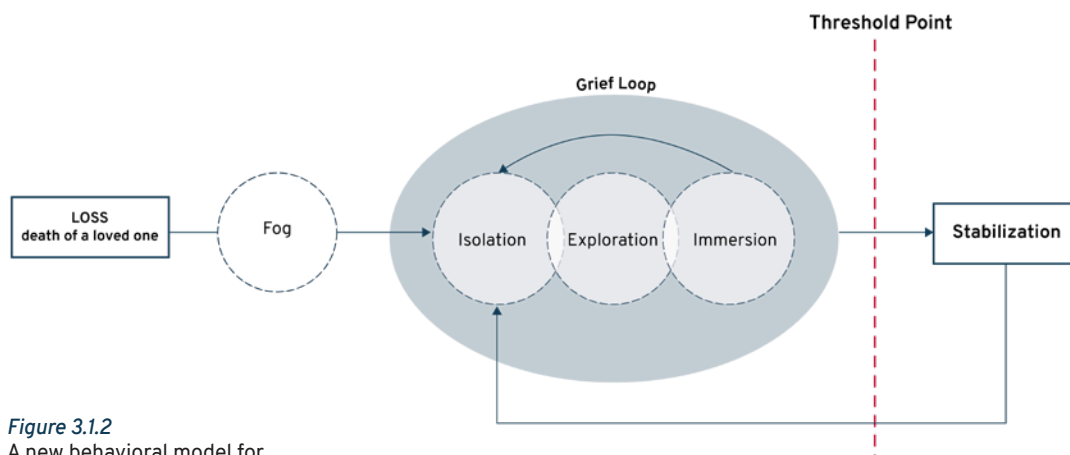 Threshold Point
Grief Loop
LOSS
death of a loved one
Fog
Isolation
Exploration
Immersion
Stabilization
Figure 3.1.2
A new behavioral model for